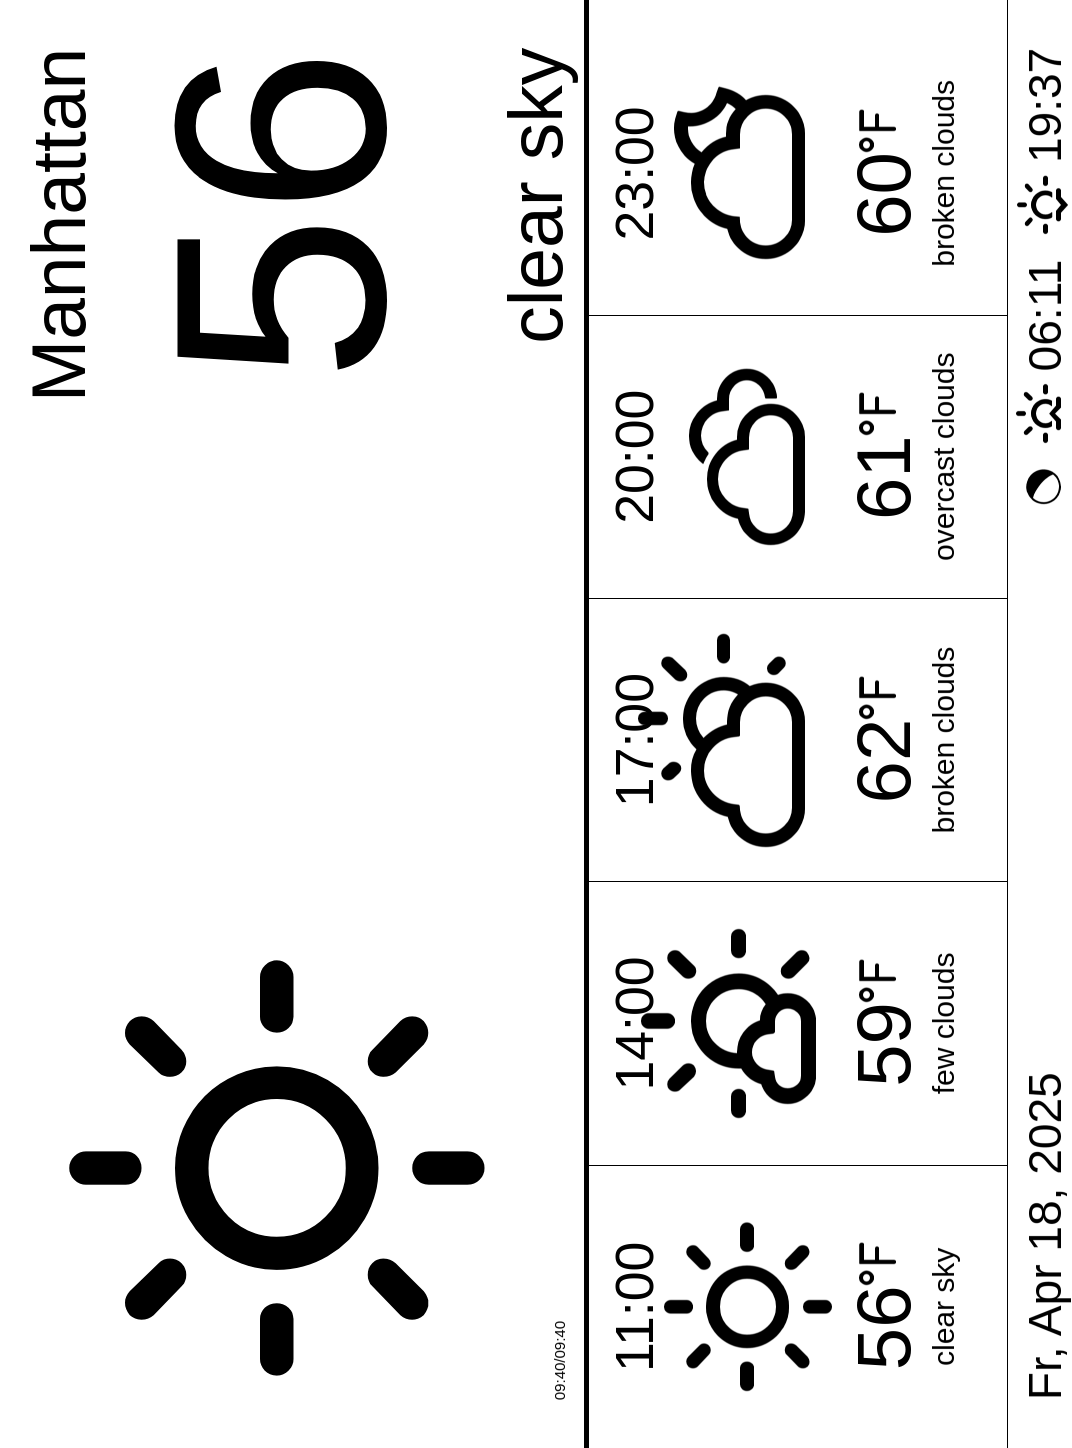 Manhattan
56
clear sky
09:40/09:40
11:00
56°F
clear sky
14:00
59°F
few clouds
17:00
62°F
broken clouds
20:00
61°F
overcast clouds
23:00
60°F
broken clouds
Fr, Apr 18, 2025
06:11 19:37